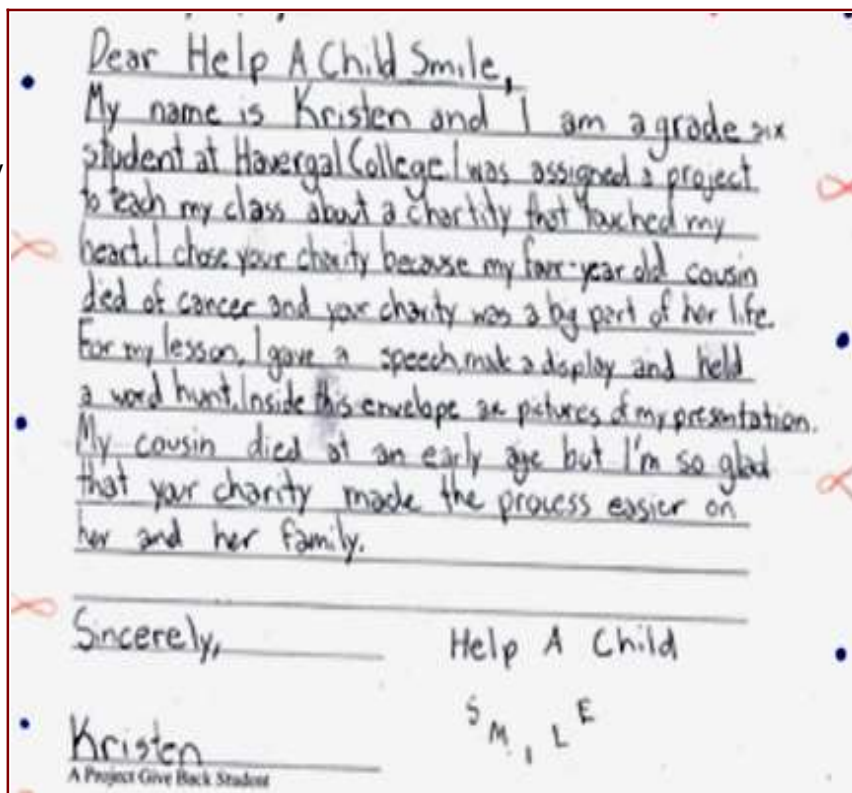 Dear Help A Child Smile,
My name is Kristen and I am a grade six
student at Havergal College. I was assigned a project
to teach my class about a chartity that touched my
heart. I chose your charity because my four-year old cousin
died of cancer and your charity was a big part of her life.
For my lesson, I gave a speech, made a display and held
a word hunt. Inside this envelope are pictures of my presentation.
My cousin died at an early age but I'm so glad
that your charity made the process easier on
her and her family.
Sincerely,
Help A Child
SMILE
Kristen
A Project Give Back Student